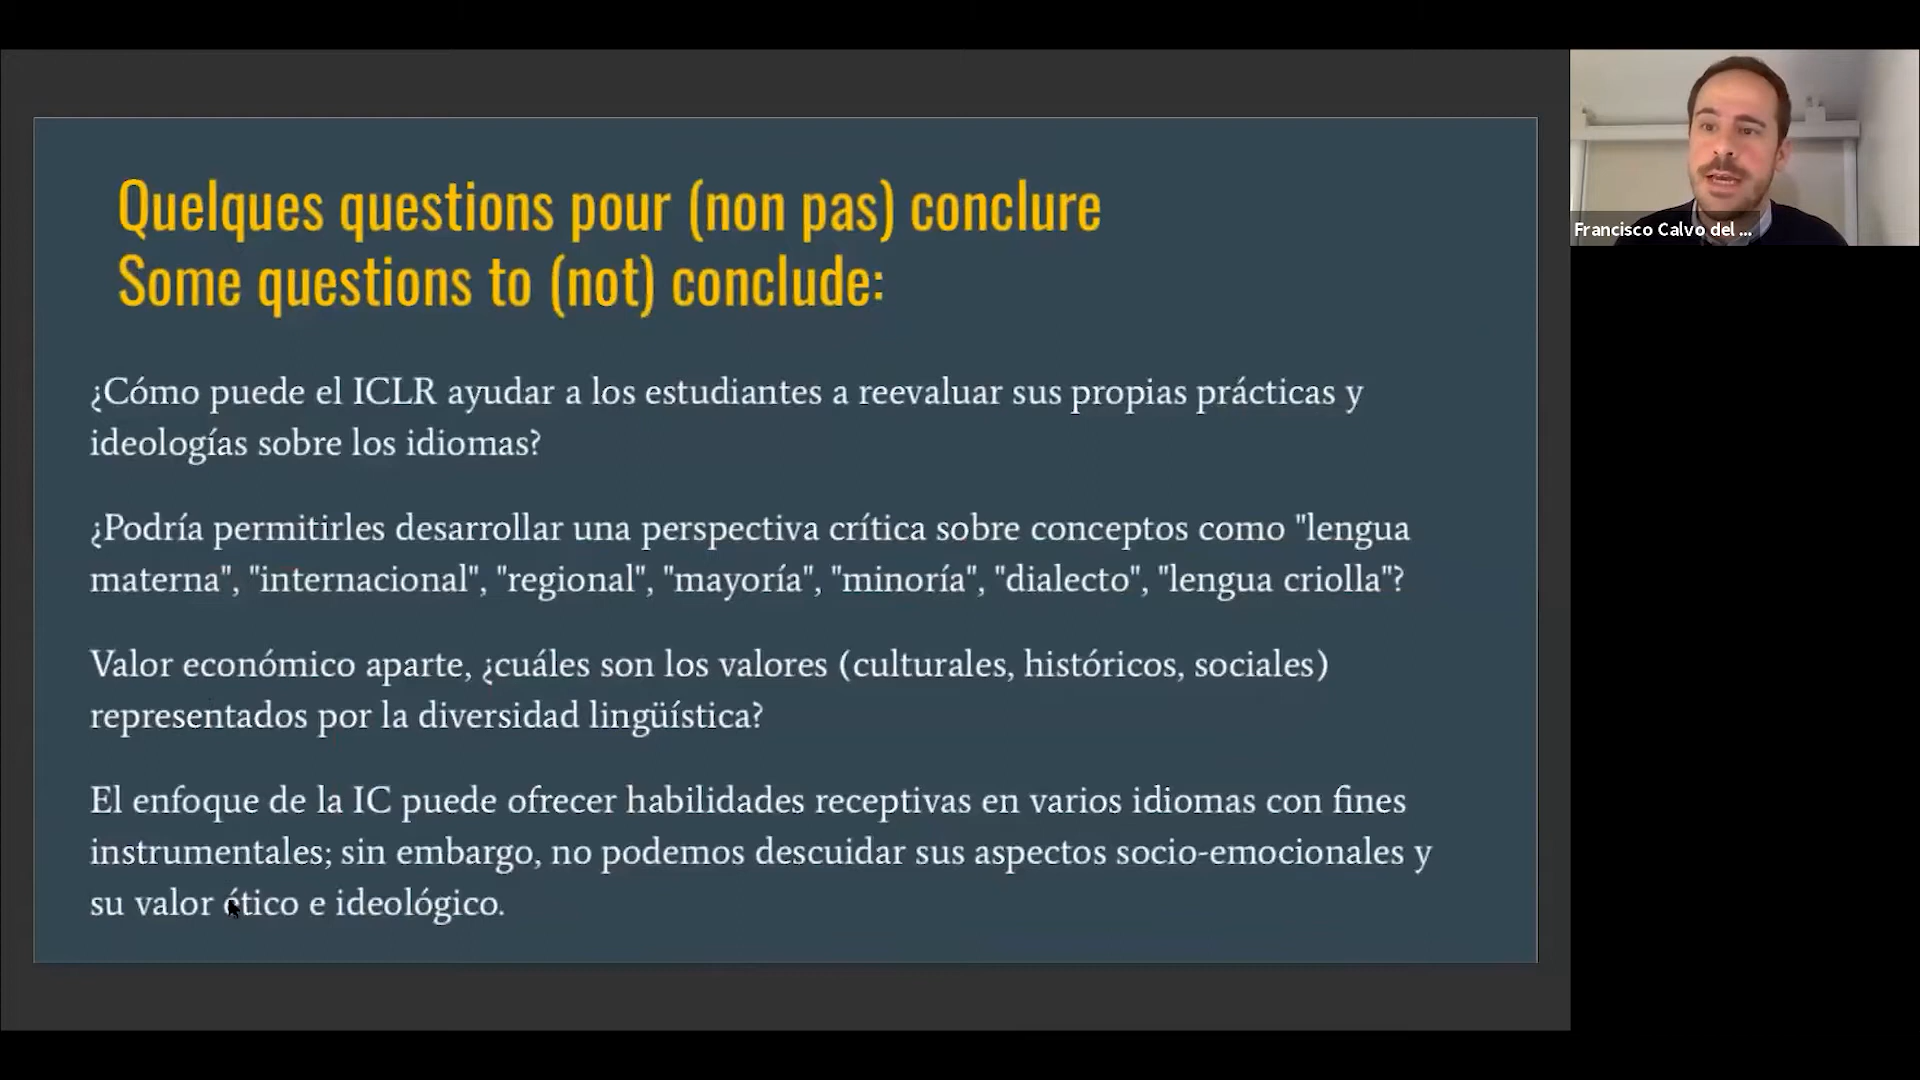 Quelques questions pour (non pas) conclure
Some questions to (not) conclude:
¿Cómo puede el ICLR ayudar a los estudiantes a reevaluar sus propias prácticas y
ideologías sobre los idiomas?
¿Podría permitirles desarrollar una perspectiva crítica sobre conceptos como "lengua
materna", "internacional", "regional", "mayoría", "minoría", "dialecto", "lengua criolla"?
Valor económico aparte, ¿cuáles son los valores (culturales, históricos, sociales)
representados por la diversidad lingüística?
El enfoque de la IC puede ofrecer habilidades receptivas en varios idiomas con fines
instrumentales; sin embargo, no podemos descuidar sus aspectos socio-emocionales y
su valor ético e ideológico.
Francisco Calvo del ...